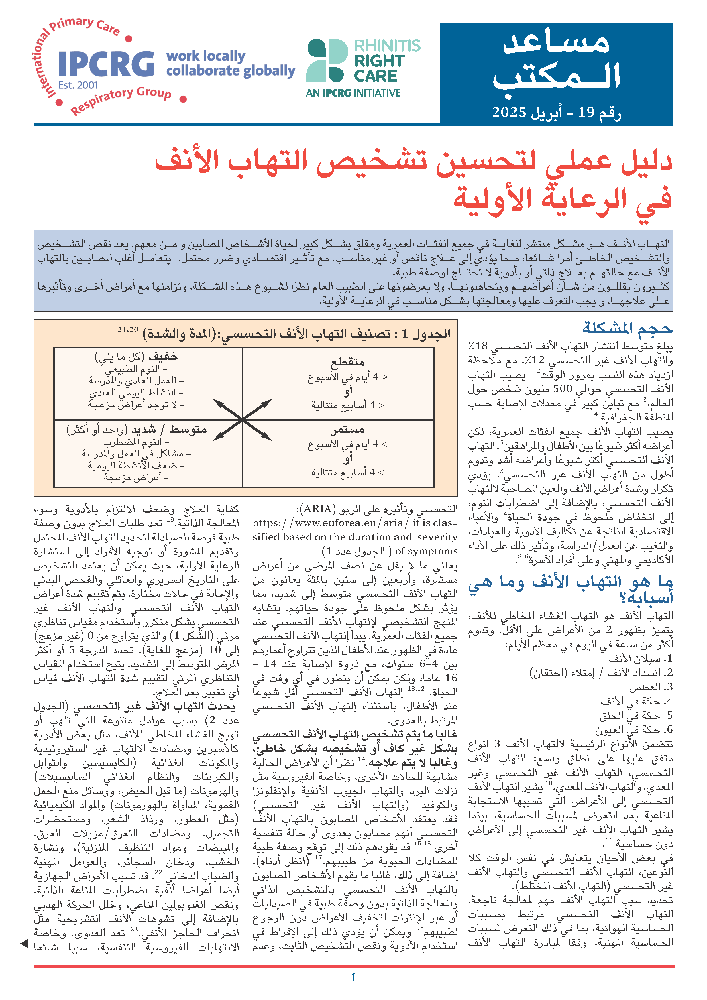 International Primary Care
IPCRG
Est. 2001
Respiratory Group
work locally
collaborate globally
RHINITIS
RIGHT
CARE
AN IPCRG INITIATIVE
مساعد
المكتب
رقم 19 - أبريل 2025
دليل عملي لتحسين تشخيص التهاب الأنف
في الرعاية الأولية
التهاب الأنف هو مشكل منتشر للغاية في جميع الفئات العمرية ومقلق بشكل كبير لحياة الأشخاص المصابين و من معهم. يعد نقص التشخيص
والتشخيص الخاطئ أمرا شائعا، مما يؤدي إلى علاج ناقص أو غير مناسب، مع تأثير اقتصادي وضرر محتمل.1 يتعامل أغلب المصابين بالتهاب
الأنف مع حالتهم بعلاج ذاتي أو بأدوية لا تحتاج لوصفة طبية.
كثيرون يقللون من شأن أعراضهم ويتجاهلونها، ولا يعرضونها على الطبيب العام نظرًا لشيوع هذه المشكلة، وتزامنها مع أمراض أخرى وتأثيرها
على علاجها، و يجب التعرف عليها ومعالجتها بشكل مناسب في الرعاية الأولية.
حجم المشكلة
يبلغ متوسط انتشار التهاب الأنف التحسسي 18٪
والتهاب الأنف غير التحسسي 12٪، مع ملاحظة
ازدياد هذه النسب بمرور الوقت2 . يصيب التهاب
الأنف التحسسي حوالي 500 مليون شخص حول
العالم،3 مع تباين كبير في معدلات الإصابة حسب
المنطقة الجغرافية 4
يصيب التهاب الأنف جميع الفئات العمرية، لكن
أعراضه أكثر شيوعًا بين الأطفال والمراهقين5. التهاب
الأنف التحسسي أكثر شيوعًا وأعراضه أشد وتدوم
أطول من التهاب الأنف غير التحسسي3. يؤدي
تكرار وشدة أعراض الأنف والعين المصاحبة لالتهاب
الأنف التحسسي، بالإضافة إلى اضطرابات النوم،
إلى انخفاض ملحوظ في جودة الحياة4 والأعباء
الاقتصادية الناتجة عن تكاليف الأدوية والعيادات،
والتغيب عن العمل/الدراسة، وتأثير ذلك على الأداء
الأكاديمي والمهني وعلى أفراد الأسرة6-8.
ما هو التهاب الأنف وما هي
أسبابه؟
التهاب الأنف هو التهاب الغشاء المخاطي للأنف،
يتميز بظهور 2 من الأعراض على الأقل، وتدوم
أكثر من ساعة في اليوم في معظم الأيام:
1. سيلان الأنف
2. انسداد الأنف / إمتلاء (احتقان)
3. العطس
4. حكة في الأنف
5. حكة في الحلق
6. حكة في العيون
تتضمن الأنواع الرئيسية لالتهاب الأنف 3 انواع
متفق عليها على نطاق واسع: التهاب الأنف
التحسسي، التهاب الأنف غير التحسسي وغير
المعدي، والتهاب الأنف المعدي.10 يشير التهاب الأنف
التحسسي إلى الأعراض التي تسببها الاستجابة
المناعية بعد التعرض لمسببات الحساسية، بينما
يشير التهاب الأنف غير التحسسي إلى الأعراض
دون حساسية 11.
في بعض الأحيان يتعايش في نفس الوقت كلا
النوعين، التهاب الأنف التحسسي والتهاب الأنف
غير التحسسي (التهاب الأنف المختلط).
تحديد سبب التهاب الأنف مهم لمعالجة ناجعة.
التهاب الأنف التحسسي مرتبط بمسببات
الحساسية الهوائية، بما في ذلك التعرض لمسببات
الحساسية المهنية. وفقا لمبادرة التهاب الأنف
الجدول 1 : تصنيف التهاب الأنف التحسسي:(المدة والشدة) 21،20
متقطع
< 4 أيام في الأسبوع
أو
< 4 أسابيع متتالية
خفيف (كل ما يلي)
- النوم الطبيعي
- العمل العادي والمدرسة
- النشاط اليومي العادي
- لا توجد أعراض مزعجة
مستمر
> 4 أيام في الأسبوع
أو
> 4 أسابيع متتالية
متوسط / شديد (واحد أو أكثر)
- النوم المضطرب
- مشاكل في العمل والمدرسة
- ضعف الأنشطة اليومية
- أعراض مزعجة
التحسسي وتأثيره على الربو (ARIA):
https://www.euforea.eu/aria/ it is clas-
sified based on the duration and severity
of symptoms ( الجدول عدد 1)
يعاني ما لا يقل عن نصف المرضى من أعراض
مستمرة، وأربعين إلى ستين بالمئة يعانون من
التهاب الأنف التحسسي متوسط إلى شديد، مما
يؤثر بشكل ملحوظ على جودة حياتهم. يتشابه
المنهج التشخيصي لإلتهاب الأنف التحسسي عند
جميع الفئات العمرية. يبدأ إلتهاب الأنف التحسسي
عادة في الظهور عند الأطفال الذين تتراوح أعمارهم
بين 4-6 سنوات، مع ذروة الإصابة عند 14 -
16 عاما، ولكن يمكن أن يتطور في أي وقت في
الحياة. 13,12 إلتهاب الأنف التحسسي أقل شيوعا
عند الأطفال، باستثناء إلتهاب الأنف التحسسي
المرتبط بالعدوى.
غالبا ما يتم تشخيص التهاب الأنف التحسسي
بشكل غير كاف أو تشخيصه بشكل خاطئ،
وغالبا لا يتم علاجه.14 نظرا أن الأعراض الحالية
مشابهة للحالات الأخرى، وخاصة الفيروسية مثل
نزلات البرد والتهاب الجيوب الأنفية والإنفلونزا
والكوفيد (والتهاب الأنف غير التحسسي)
فقد يعتقد الأشخاص المصابون بالتهاب الأنف
التحسسي أنهم مصابون بعدوى أو حالة تنفسية
أخرى 16,15 قد يقودهم ذلك إلى توقع وصفة طبية
للمضادات الحيوية من طبيبهم.17 (انظر أدناه).
إضافة إلى ذلك، غالبا ما يقوم الأشخاص المصابون
بالتهاب الأنف التحسسي بالتشخيص الذاتي
والمعالجة الذاتية بدون وصفة طبية في الصيدليات
أو عبر الإنترنت لتخفيف الأعراض دون الرجوع
لطبيبهم18 ويمكن أن يؤدي ذلك إلى الإفراط في
استخدام الأدوية ونقص التشخيص الثابت، وعدم
كفاية العلاج وضعف الالتزام بالأدوية وسوء
المعالجة الذاتية.19 تعد طلبات العلاج بدون وصفة
طبية فرصة للصيادلة لتحديد التهاب الأنف المحتمل
وتقديم المشورة أو توجيه الأفراد إلى استشارة
الرعاية الأولية، حيث يمكن أن يعتمد التشخيص
على التاريخ السريري والعائلي والفحص البدني
والإحالة في حالات مختارة. يتم تقييم شدة أعراض
التهاب الأنف التحسسي والتهاب الأنف غير
التحسسي بشكل متكرر بأستخدام مقياس تناظري
مرئي (الشكل 1) والذي يتراوح من 0 (غير مزعج)
إلى 10 (مزعج للغاية). تحدد الدرجة 5 أو أكثر
المرض المتوسط إلى الشديد. يتيح استخدام المقياس
التناظري المرئي لتقييم شدة التهاب الأنف قياس
أي تغيير بعد العلاج.
يحدث التهاب الأنف غير التحسسي (الجدول
عدد 2) بسبب عوامل متنوعة التي تلهب أو
تهيج الغشاء المخاطي للأنف، مثل بعض الأدوية
كالأسبرين ومضادات الالتهاب غير الستيروئيدية
والمكونات الغذائية (الكابسيسين والتوابل
والكبريتات والنظام الغذائي الساليسيلات)
والهرمونات (ما قبل الحيض، ووسائل منع الحمل
الفموية، المداواة بالهورمونات) والمواد الكيميائية
(مثل العطور، ورذاذ الشعر، ومستحضرات
التجميل، ومضادات التعرق/مزيلات العرق،
والمبيضات ومواد التنظيف المنزلية)، ونشارة
الخشب، ودخان السجائر، والعوامل المهنية
والضباب الدخاني 22. قد تسبب الأمراض الجهازية
أيضا أعراضا أنفية اضطرابات المناعة الذاتية،
ونقص الغلوبولين المناعي، وخلل الحركة الهدبي
بالإضافة إلى تشوهات الأنف التشريحية مثل
انحراف الحاجز الأنفي.23 تعد العدوى، وخاصة
الالتهابات الفيروسية التنفسية، سببا شائعا
1